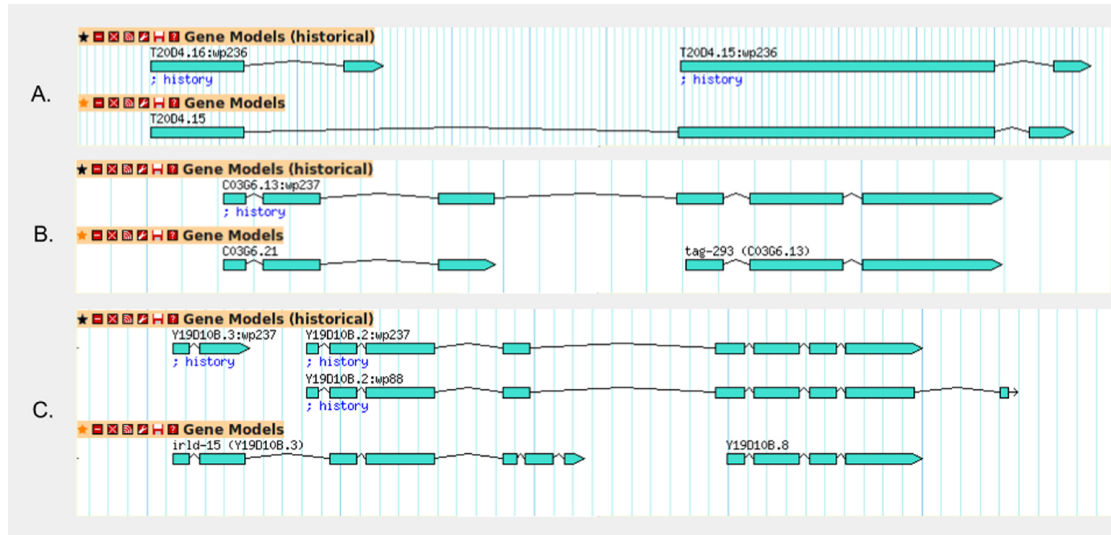 Gene Models (historical)
T20D4.16:wp236 T20D4.15:wp236
; history ; history
A.
Gene Models
T20D4.15
Gene Models (historical)
C03G6.13:wp237
; history
B.
Gene Models
C03G6.21 tag-293 (C03G6.13)
Gene Models (historical)
Y19D10B.3:wp237 Y19D10B.2:wp237
; history ; history
Y19D10B.2:wp88
; history
C.
Gene Models
irld-15 (Y19D10B.3) Y19D10B.8